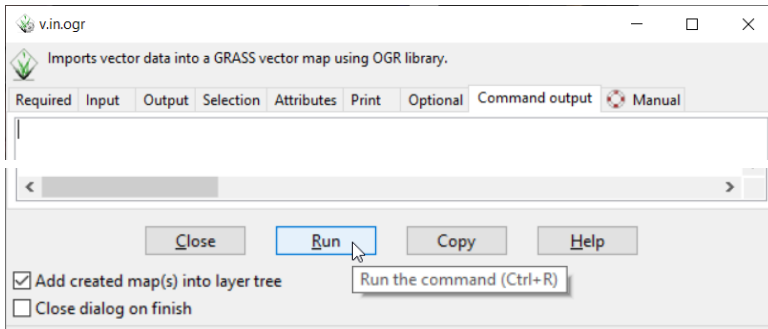 v.in.ogr
Imports vector data into a GRASS vector map using OGR library.
Required Input Output Selection Attributes Print Optional Command output Manual
Close Run Copy Help
Add created map(s) into layer tree
Run the command (Ctrl+R)
Close dialog on finish